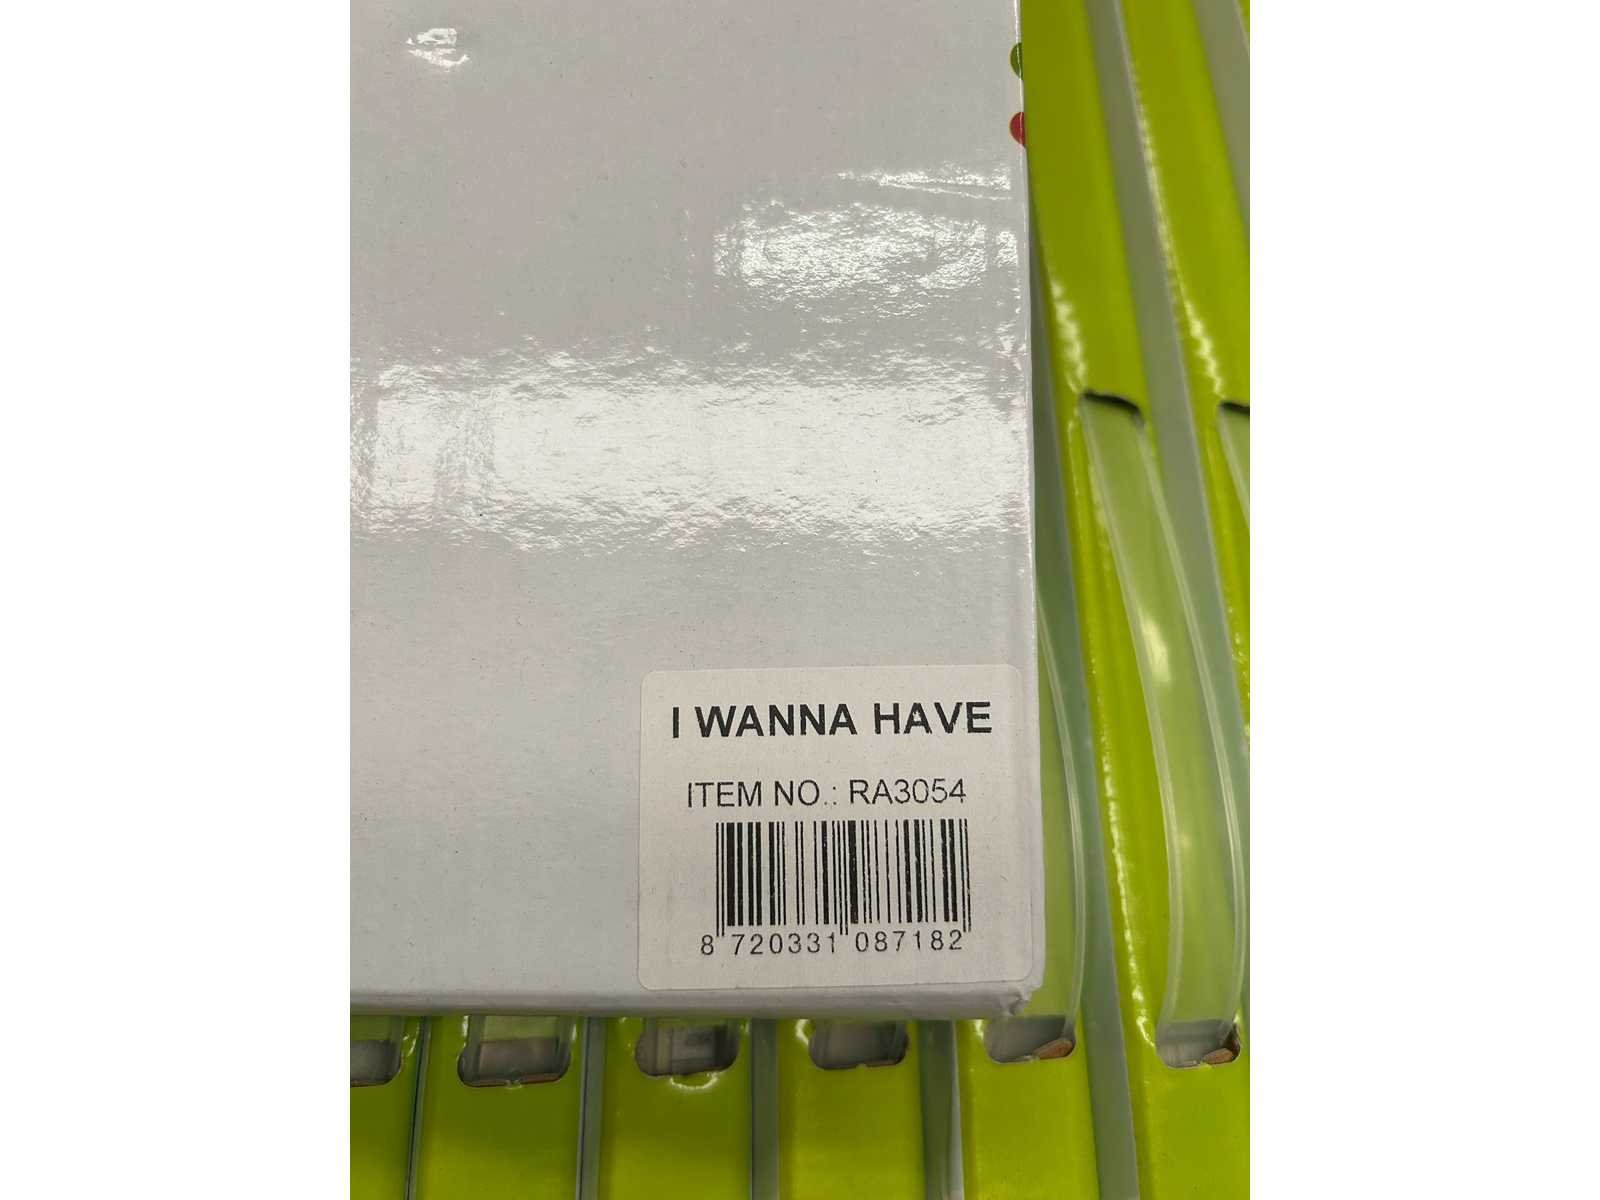 I WANNA HAVE
ITEM NO.: RA3054
8 720331 087182